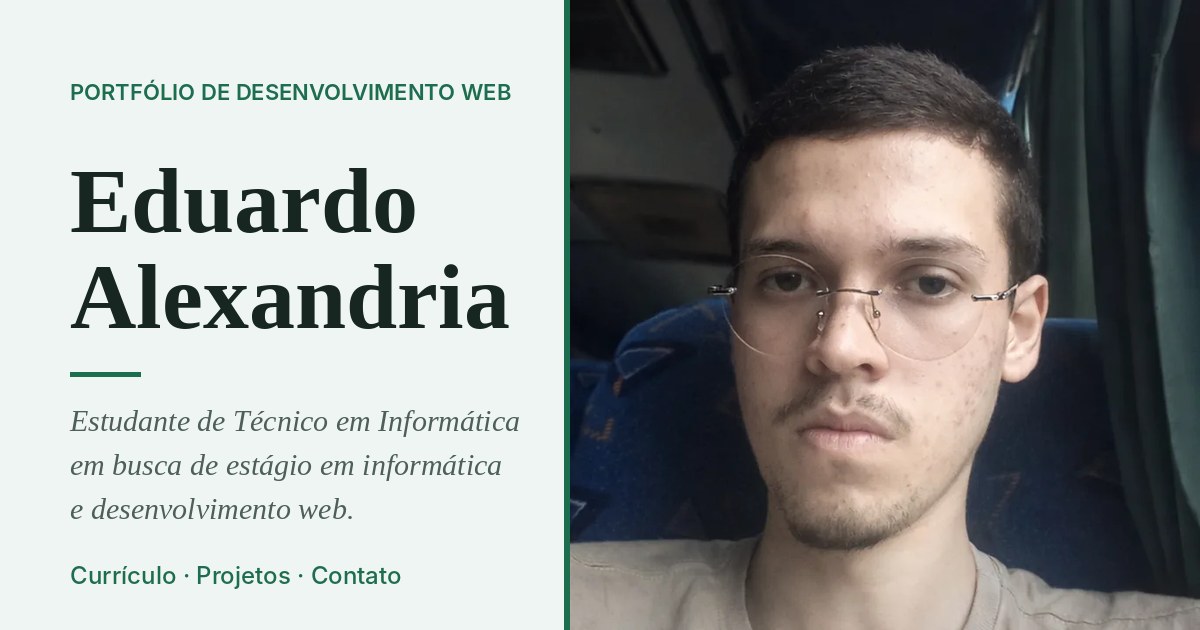 PORTFÓLIO DE DESENVOLVIMENTO WEB
Eduardo
Alexandria
Estudante de Técnico em Informática
em busca de estágio em informática
e desenvolvimento web.
Currículo · Projetos · Contato